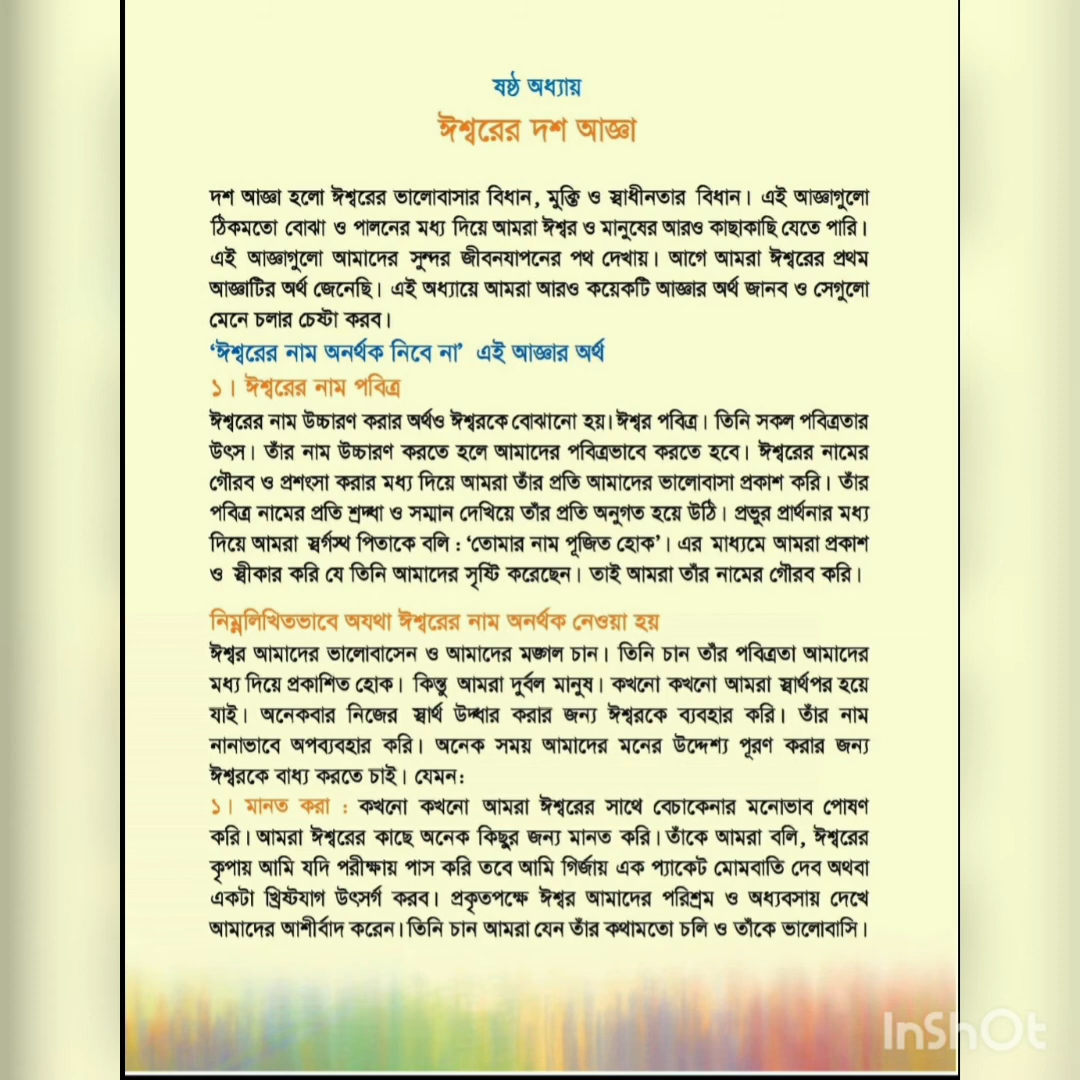 ষষ্ঠ অধ্যায়
ঈশ্বরের দশ আজ্ঞা
দশ আজ্ঞা হলো ঈশ্বরের ভালোবাসার বিধান, মুক্তি ও স্বাধীনতার বিধান। এই আজ্ঞাগুলো
ঠিকমতো বোঝা ও পালনের মধ্য দিয়ে আমরা ঈশ্বর ও মানুষের আরও কাছাকাছি যেতে পারি।
এই আজ্ঞাগুলো আমাদের সুন্দর জীবনযাপনের পথ দেখায়। আগে আমরা ঈশ্বরের প্রথম
আজ্ঞাটির অর্থ জেনেছি। এই অধ্যায়ে আমরা আরও কয়েকটি আজ্ঞার অর্থ জানব ও সেগুলো
মেনে চলার চেষ্টা করব।
‘ঈশ্বরের নাম অনর্থক নিবে না’ এই আজ্ঞার অর্থ
১। ঈশ্বরের নাম পবিত্র
ঈশ্বরের নাম উচ্চারণ করার অর্থও ঈশ্বরকে বোঝানো হয়। ঈশ্বর পবিত্র। তিনি সকল পবিত্রতার
উৎস। তাঁর নাম উচ্চারণ করতে হলে আমাদের পবিত্রভাবে করতে হবে। ঈশ্বরের নামের
গৌরব ও প্রশংসা করার মধ্য দিয়ে আমরা তাঁর প্রতি আমাদের ভালোবাসা প্রকাশ করি। তাঁর
পবিত্র নামের প্রতি শ্রদ্ধা ও সম্মান দেখিয়ে তাঁর প্রতি অনুগত হয়ে উঠি। প্রভুর প্রার্থনার মধ্য
দিয়ে আমরা স্বর্গস্থ পিতাকে বলি : ‘তোমার নাম পূজিত হোক’। এর মাধ্যমে আমরা প্রকাশ
ও স্বীকার করি যে তিনি আমাদের সৃষ্টি করেছেন। তাই আমরা তাঁর নামের গৌরব করি।
নিম্নলিখিতভাবে অযথা ঈশ্বরের নাম অনর্থক নেওয়া হয়
ঈশ্বর আমাদের ভালোবাসেন ও আমাদের মঙ্গল চান। তিনি চান তাঁর পবিত্রতা আমাদের
মধ্য দিয়ে প্রকাশিত হোক। কিন্তু আমরা দুর্বল মানুষ। কখনো কখনো আমরা স্বার্থপর হয়ে
যাই। অনেকবার নিজের স্বার্থ উদ্ধার করার জন্য ঈশ্বরকে ব্যবহার করি। তাঁর নাম
নানাভাবে অপব্যবহার করি। অনেক সময় আমাদের মনের উদ্দেশ্য পূরণ করার জন্য
ঈশ্বরকে বাধ্য করতে চাই। যেমন:
১। মানত করা : কখনো কখনো আমরা ঈশ্বরের সাথে বেচাকেনার মনোভাব পোষণ
করি। আমরা ঈশ্বরের কাছে অনেক কিছুর জন্য মানত করি। তাঁকে আমরা বলি, ঈশ্বরের
কৃপায় আমি যদি পরীক্ষায় পাস করি তবে আমি গির্জায় এক প্যাকেট মোমবাতি দেব অথবা
একটা খ্রিষ্টযাগ উৎসর্গ করব। প্রকৃতপক্ষে ঈশ্বর আমাদের পরিশ্রম ও অধ্যবসায় দেখে
আমাদের আশীর্বাদ করেন। তিনি চান আমরা যেন তাঁর কথামতো চলি ও তাঁকে ভালোবাসি।
InShOt